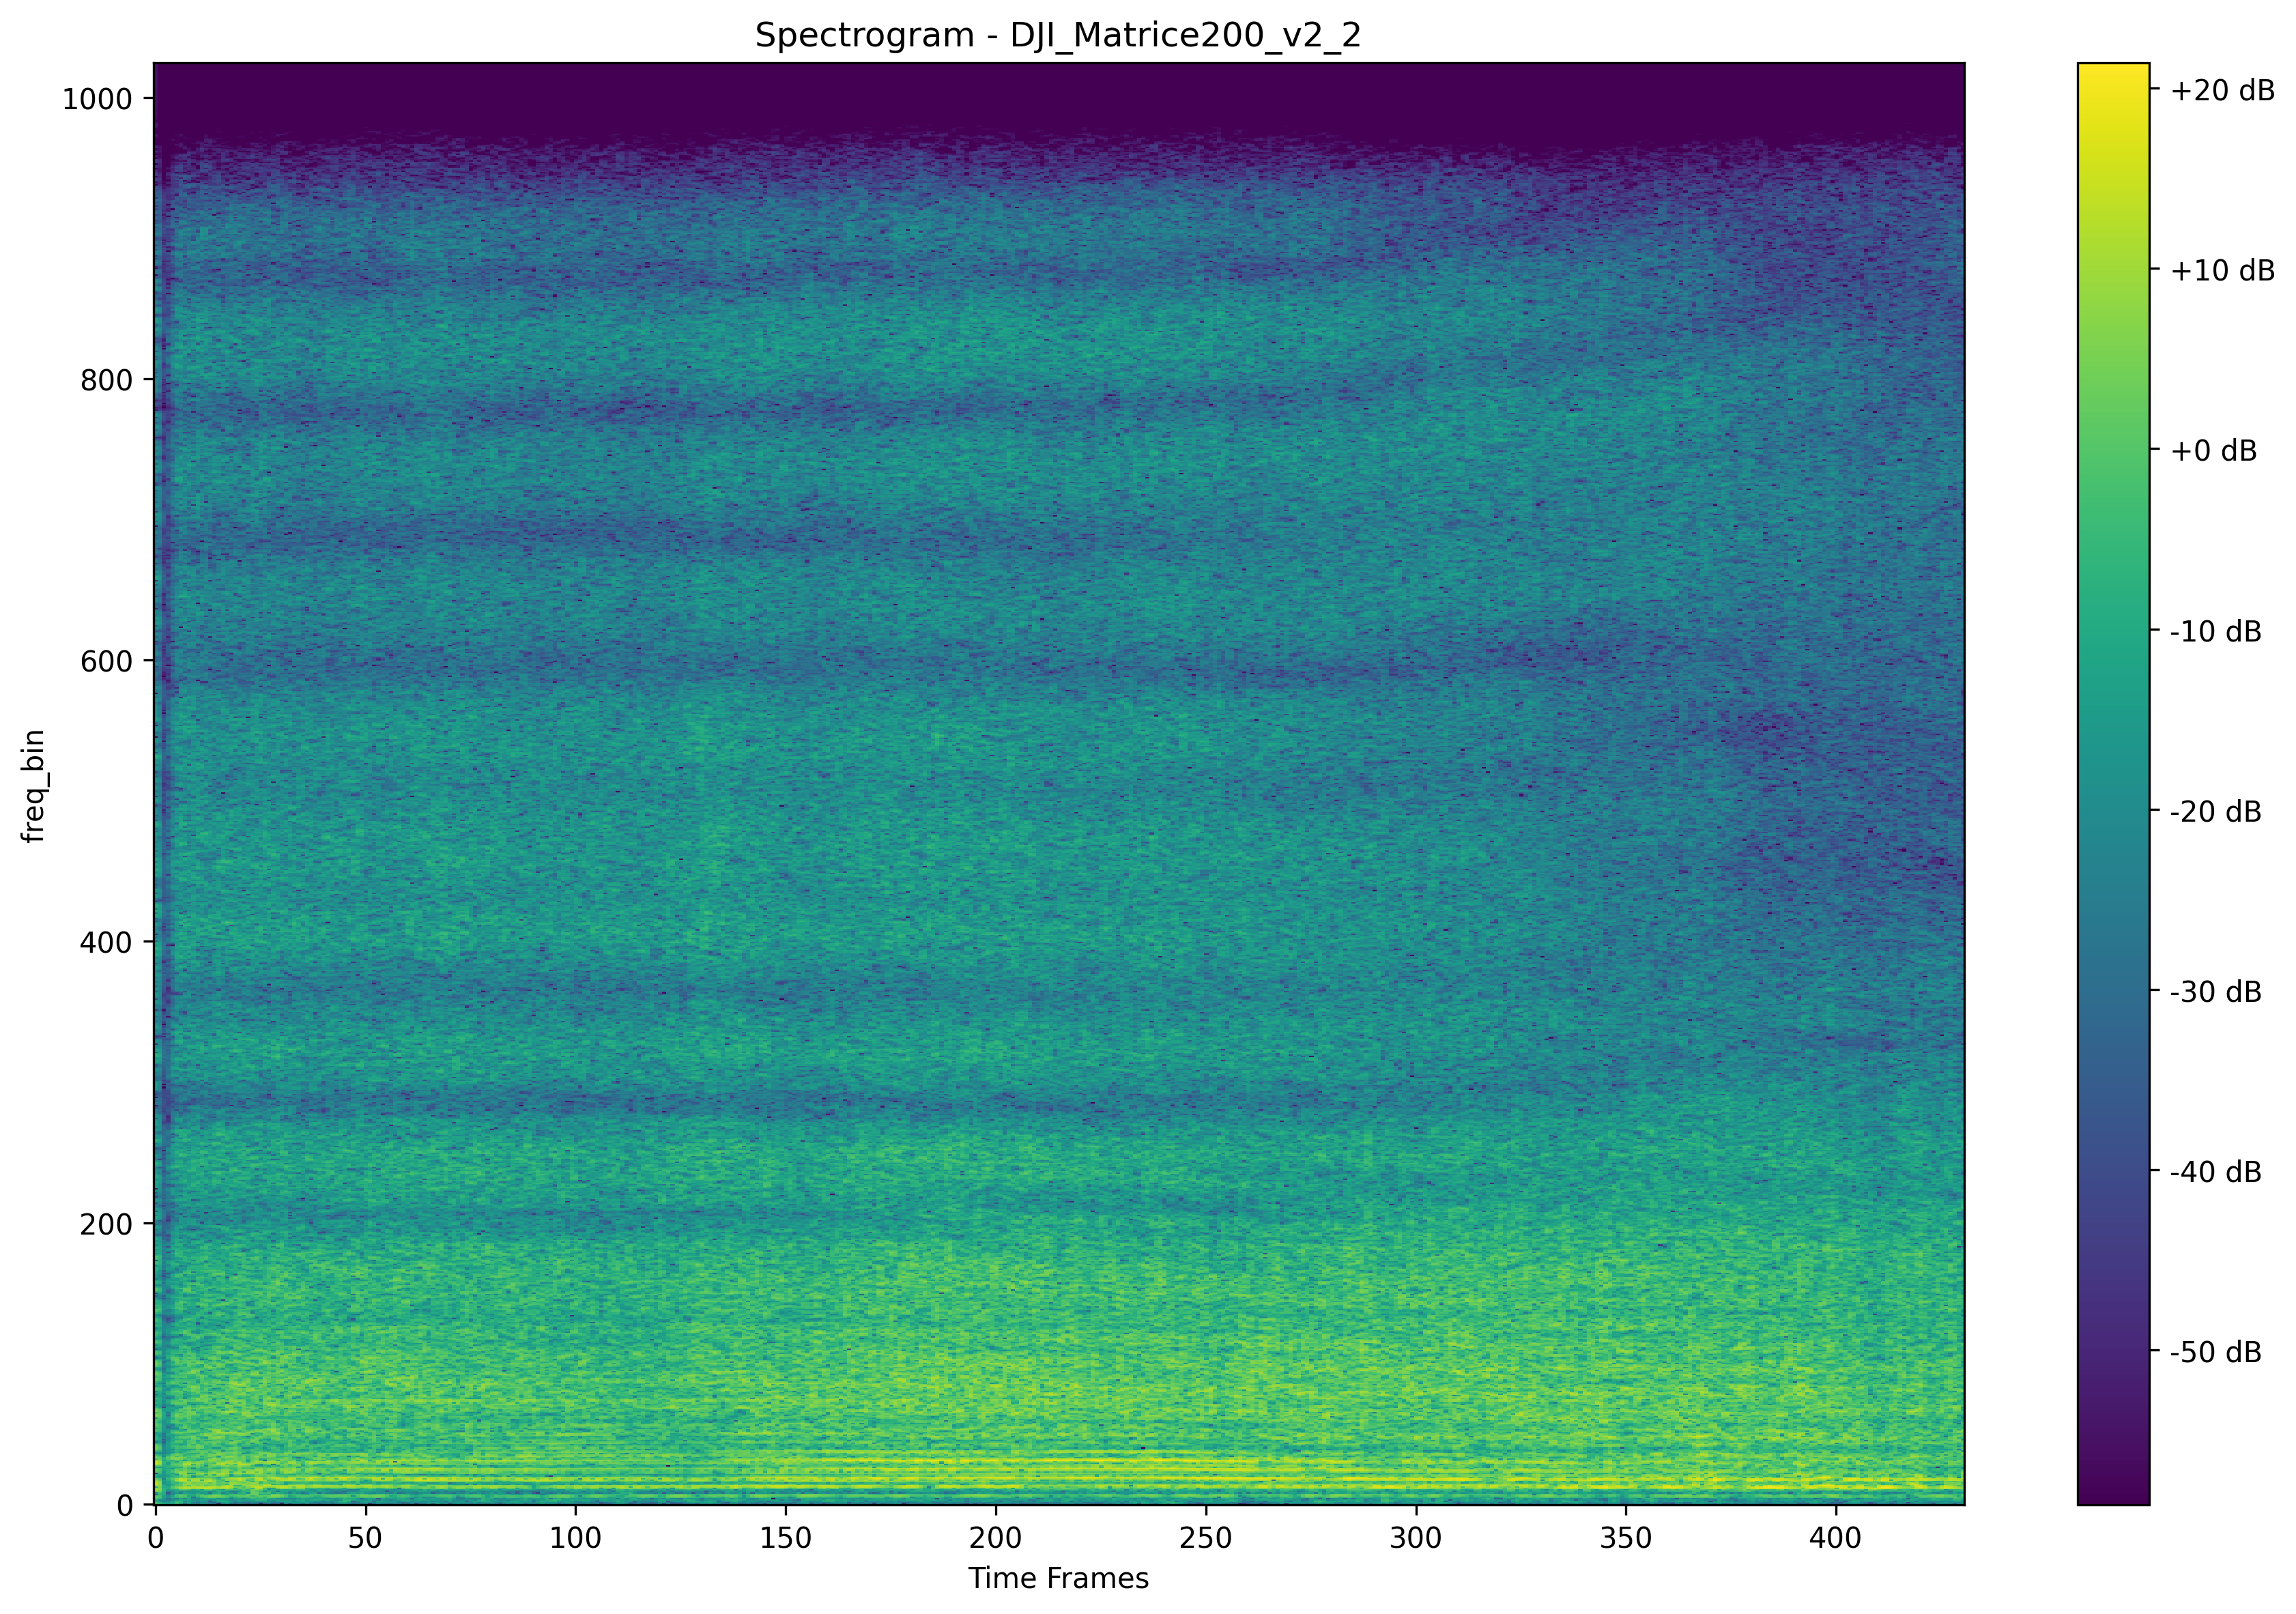 Spectrogram - DJI_Matrice200_v2_2
1000
800
600
400
200
0
freq_bin
0 50 100 150 200 250 300 350 400
Time Frames
+20 dB
+10 dB
+0 dB
-10 dB
-20 dB
-30 dB
-40 dB
-50 dB